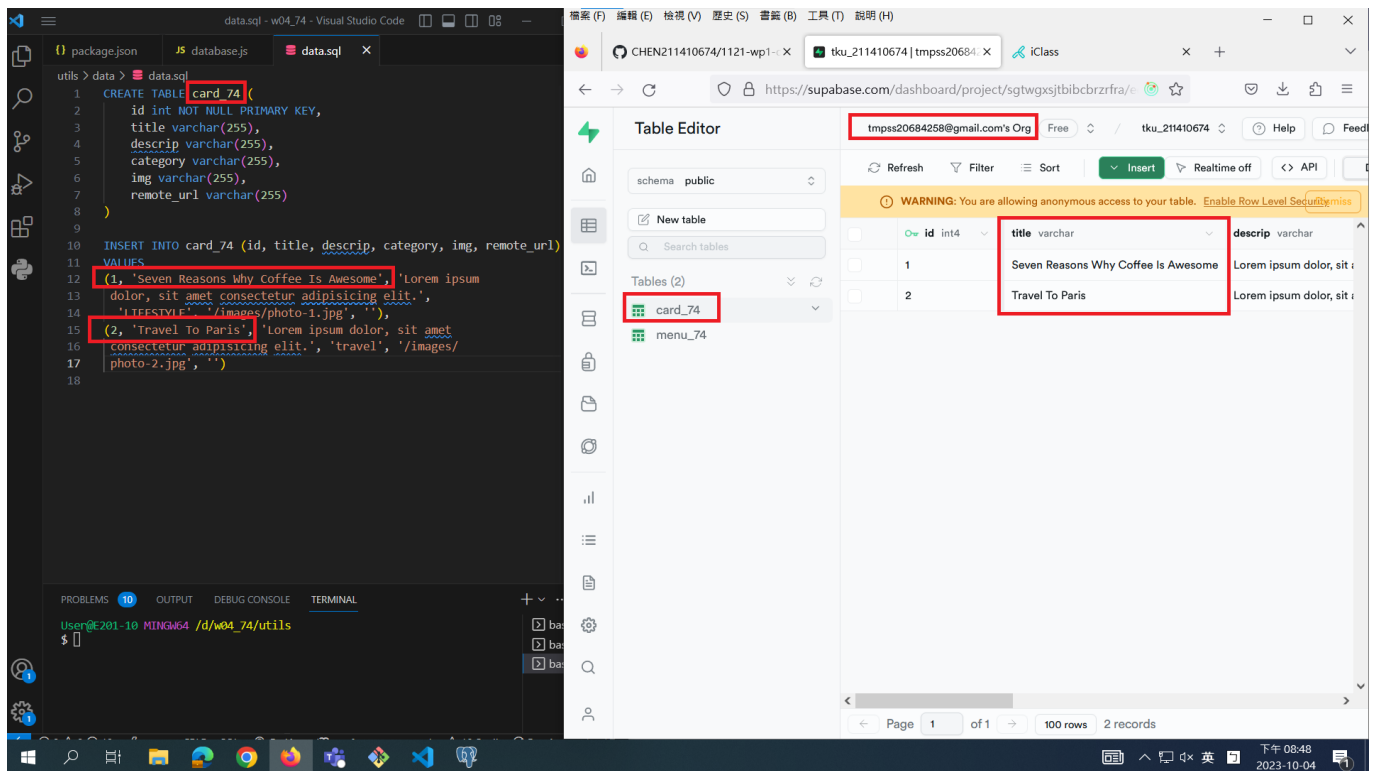 data.sql - w04_74 - Visual Studio Code
package.json
JS database.js
data.sql
utils > data > data.sql
1 CREATE TABLE card_74 (
2 id int NOT NULL PRIMARY KEY,
3 title varchar(255),
4 descrip varchar(255),
5 category varchar(255),
6 img varchar(255),
7 remote_url varchar(255)
8 )
9
10 INSERT INTO card_74 (id, title, descrip, category, img, remote_url)
11 VALUES
12 (1, 'Seven Reasons Why Coffee Is Awesome', 'Lorem ipsum
13 dolor, sit amet consectetur adipisicing elit.',
14 'LIFESTYLE', '/images/photo-1.jpg', ''),
15 (2, 'Travel To Paris', 'Lorem ipsum dolor, sit amet
16 consectetur adipisicing elit.', 'travel', '/images/
17 photo-2.jpg', '')
18
PROBLEMS 10 OUTPUT DEBUG CONSOLE TERMINAL
User@E201-10 MINGW64 /d/w04_74/utils
$
bas
bas
bas
1
1
檔案 (F) 編輯 (E) 檢視 (V) 歷史 (S) 書籤 (B) 工具 (T) 說明 (H)
CHEN211410674/1121-wp1-c
tku_211410674 | tmpss20684
iClass
https://supabase.com/dashboard/project/sgtwgxsjtbibcbrzrfra/e
Table Editor
tmpss20684258@gmail.com's Org Free / tku_211410674 Help Feed
schema public
Refresh Filter Sort Insert Realtime off <> API
WARNING: You are allowing anonymous access to your table. Enable Row Level Security
New table
Search tables
Tables (2)
card_74
menu_74
id int4 title varchar descrip varchar
1 Seven Reasons Why Coffee Is Awesome Lorem ipsum dolor, sit
2 Travel To Paris Lorem ipsum dolor, sit
Page 1 of 1 100 rows 2 records
英
下午 08:48
2023-10-04
1